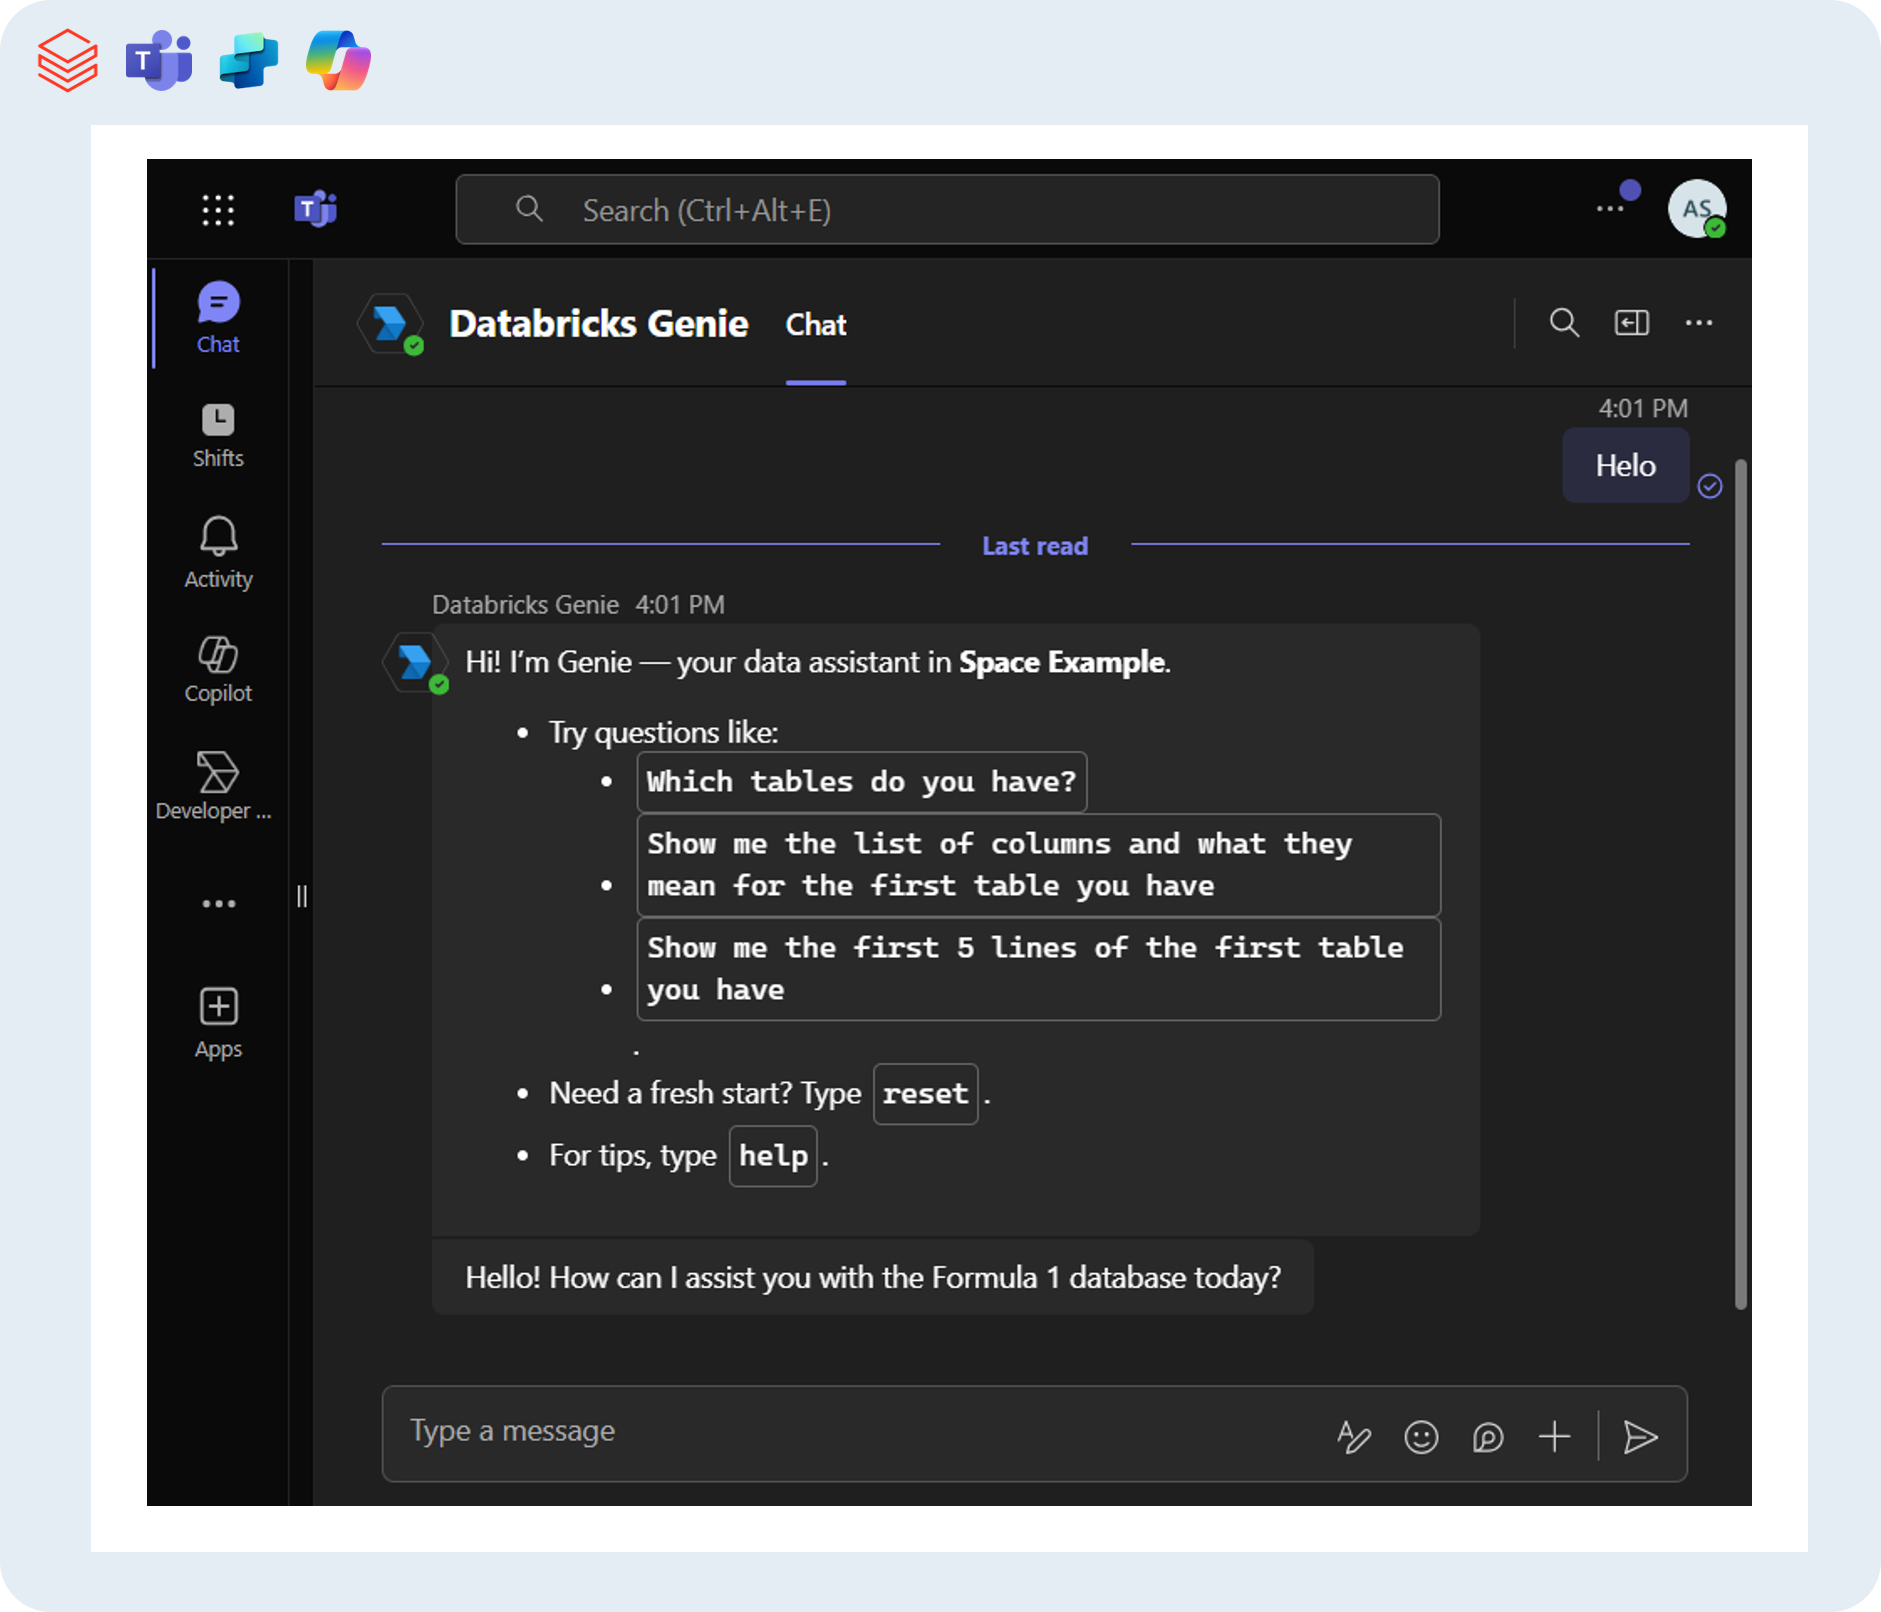 Search (Ctrl+Alt+E)
AS
Chat
Shifts
Activity
Copilot
Developer ...
Apps
Databricks Genie Chat
4:01 PM
Helo
Last read
Databricks Genie 4:01 PM
Hi! I’m Genie — your data assistant in Space Example.
• Try questions like:
• Which tables do you have?
Show me the list of columns and what they
• mean for the first table you have
Show me the first 5 lines of the first table
• you have
.
• Need a fresh start? Type reset .
• For tips, type help .
Hello! How can I assist you with the Formula 1 database today?
Type a message